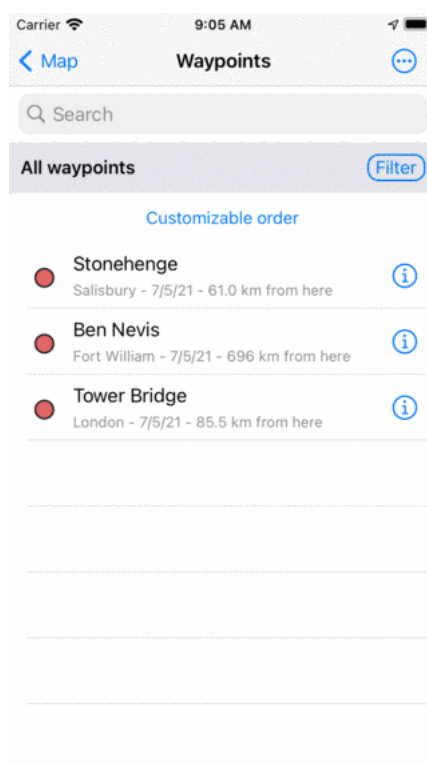 Carrier 9:05 AM
Map Waypoints
Search
All waypoints Filter
Customizable order
Stonehenge
Salisbury - 7/5/21 - 61.0 km from here
Ben Nevis
Fort William - 7/5/21 - 696 km from here
Tower Bridge
London - 7/5/21 - 85.5 km from here